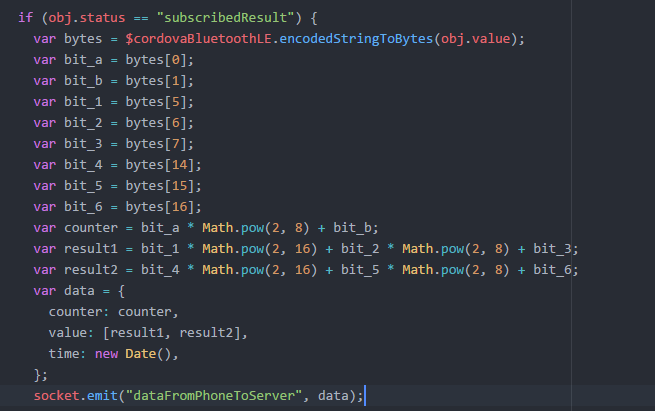 if (obj.status == "subscribedResult") {
var bytes = $cordovaBluetoothLE.encodedStringToBytes(obj.value);
var bit_a = bytes[0];
var bit_b = bytes[1];
var bit_1 = bytes[5];
var bit_2 = bytes[6];
var bit_3 = bytes[7];
var bit_4 = bytes[14];
var bit_5 = bytes[15];
var bit_6 = bytes[16];
var counter = bit_a * Math.pow(2, 8) + bit_b;
var result1 = bit_1 * Math.pow(2, 16) + bit_2 * Math.pow(2, 8) + bit_3;
var result2 = bit_4 * Math.pow(2, 16) + bit_5 * Math.pow(2, 8) + bit_6;
var data = {
counter: counter,
value: [result1, result2],
time: new Date(),
};
socket.emit("dataFromPhoneToServer", data);